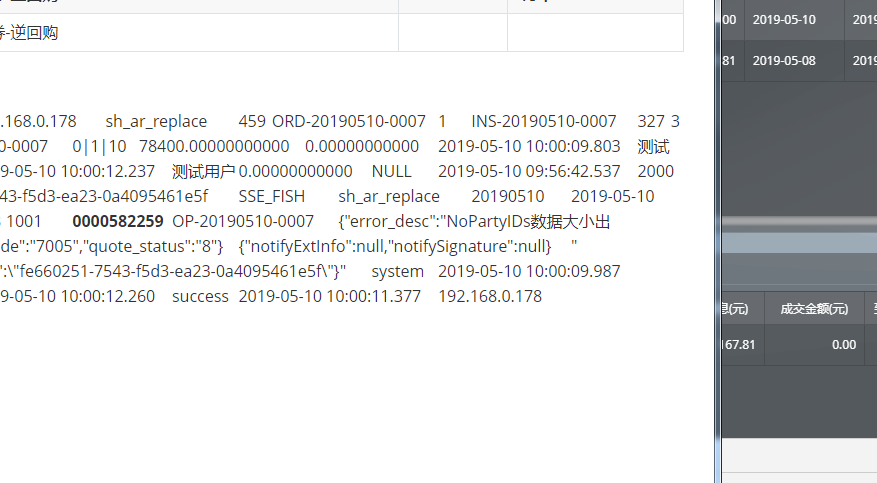 券-逆回购
.168.0.178 sh_ar_replace 459 ORD-20190510-0007 1 INS-20190510-0007 327 3
0-0007 0|1|10 78400.00000000000 0.00000000000 2019-05-10 10:00:09.803 测试
9-05-10 10:00:12.237 测试用户 0.00000000000 NULL 2019-05-10 09:56:42.537 2000
43-f5d3-ea23-0a4095461e5f SSE_FISH sh_ar_replace 20190510 2019-05-10
1001 0000582259 OP-20190510-0007 {"error_desc":"NoPartyIDs数据大小出
de":"7005","quote_status":"8"} {"notifyExtInfo":null,"notifySignature":null} "
":\"fe660251-7543-f5d3-ea23-0a4095461e5f\"}" system 2019-05-10 10:00:09.987
9-05-10 10:00:12.260 success 2019-05-10 10:00:11.377 192.168.0.178
00 2019-05-10 2019
81 2019-05-08 2019
息(元) 成交金额(元)
167.81 0.00